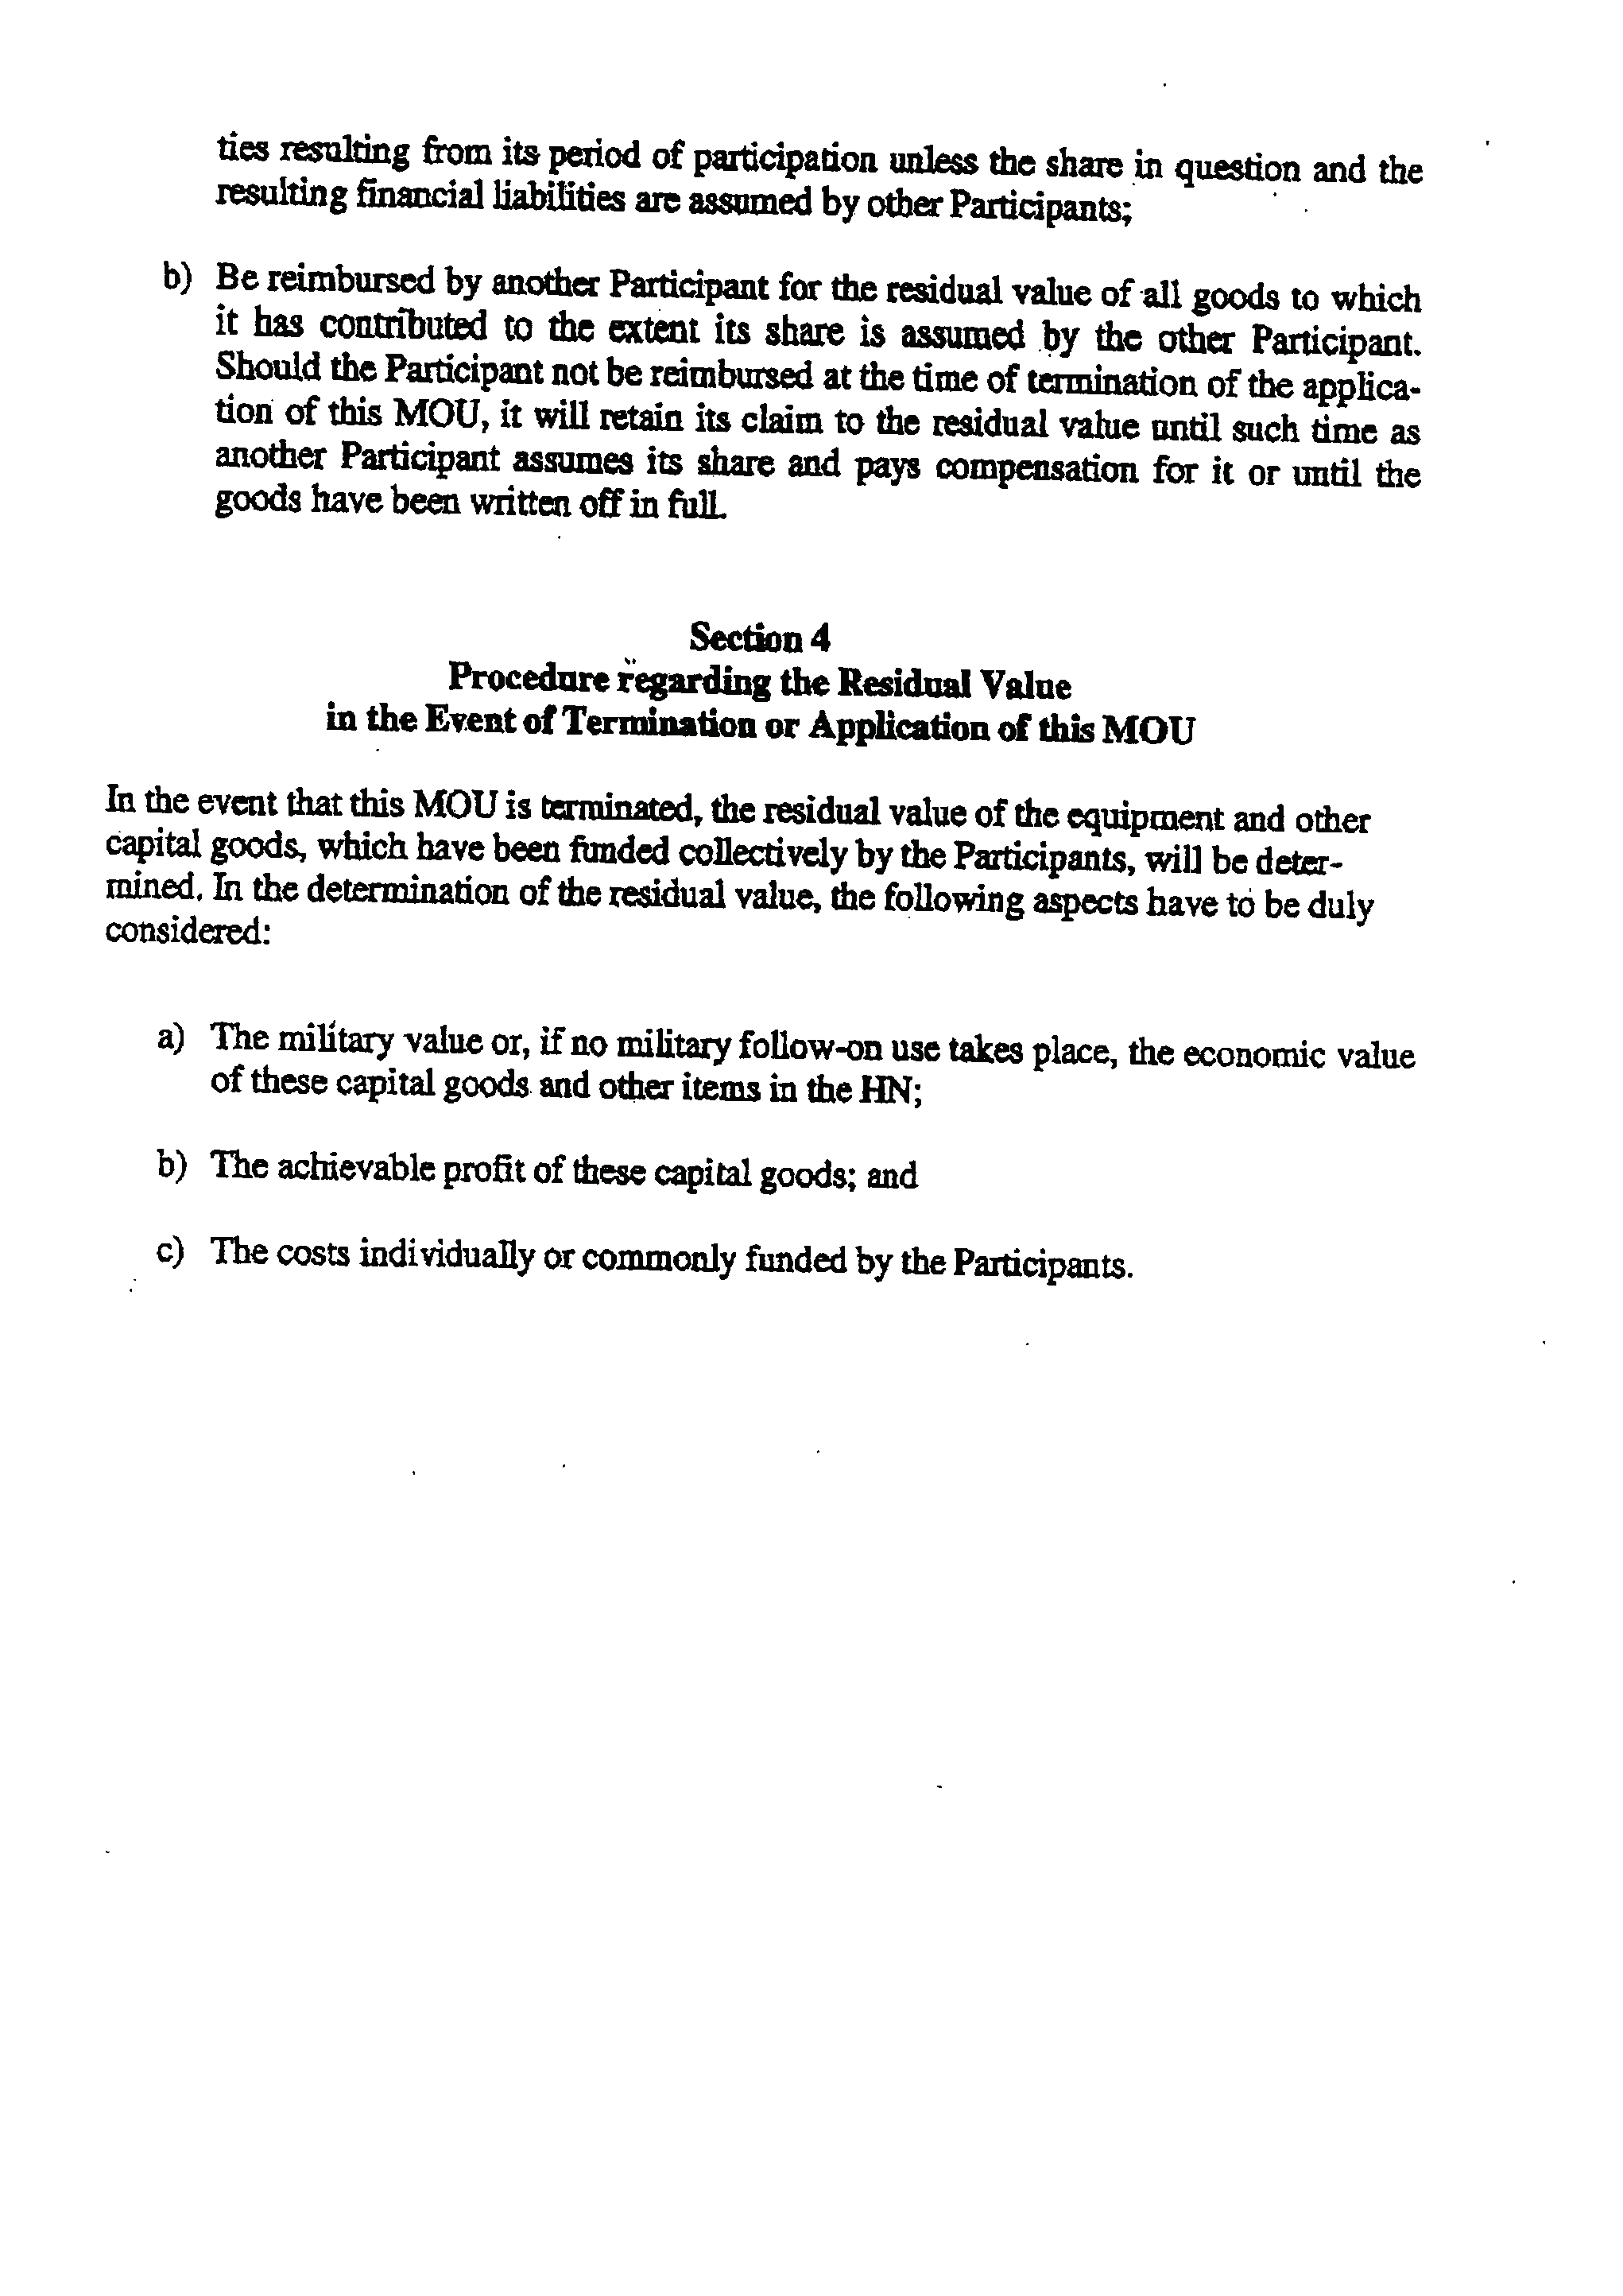 ties resulting from its period of participation unless the share in question and the
resulting financial liabilities are assumed by other Participants;
b) Be reimbursed by another Participant for the residual value of all goods to which
it has contributed to the extent its share is assumed by the other Participant.
Should the Participant not be reimbursed at the time of termination of the applica-
tion of this MOU, it will retain its claim to the residual value until such time as
another Participant assumes its share and pays compensation for it or until the
goods have been written off in full.
Section 4
Procedure regarding the Residual Value
in the Event of Termination or Application of this MOU
In the event that this MOU is terminated, the residual value of the equipment and other
capital goods, which have been funded collectively by the Participants, will be deter-
mined. In the determination of the residual value, the following aspects have to be duly
considered:
a) The military value or, if no military follow-on use takes place, the economic value
of these capital goods and other items in the HN;
b) The achievable profit of these capital goods; and
c) The costs individually or commonly funded by the Participants.